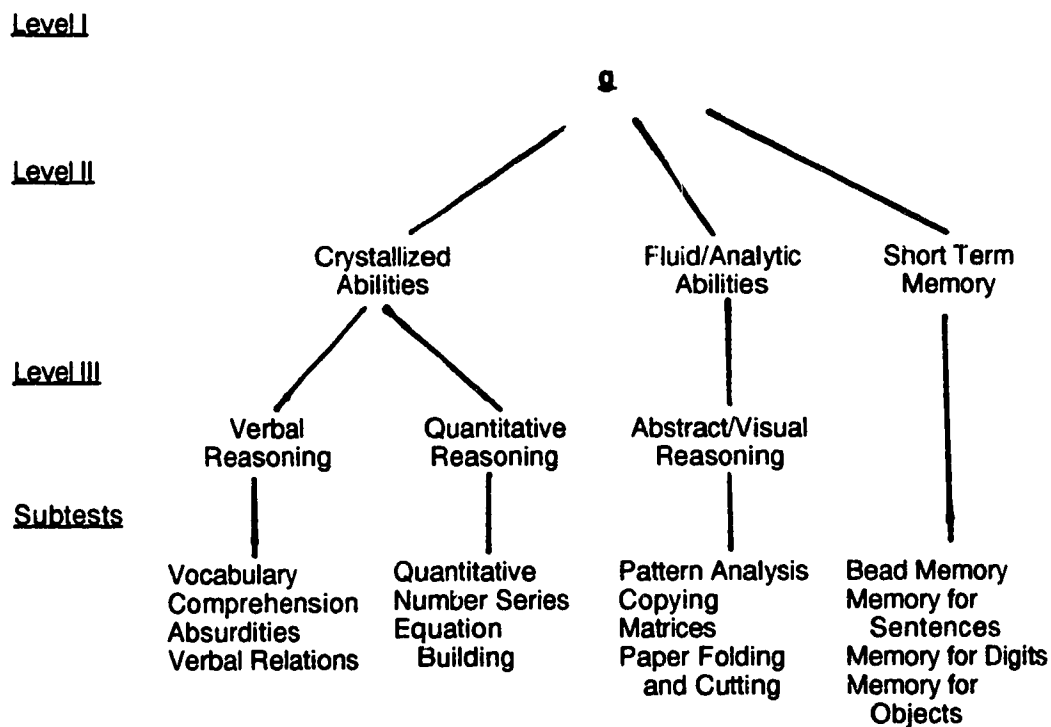 Level I
g
Level II
Crystallized
Abilities
Fluid/Analytic
Abilities
Short Term
Memory
Level III
Verbal
Reasoning
Quantitative
Reasoning
Abstract/Visual
Reasoning
Subtests
Vocabulary
Comprehension
Absurdities
Verbal Relations
Quantitative
Number Series
Equation
Building
Pattern Analysis
Copying
Matrices
Paper Folding
and Cutting
Bead Memory
Memory for
Sentences
Memory for Digits
Memory for
Objects